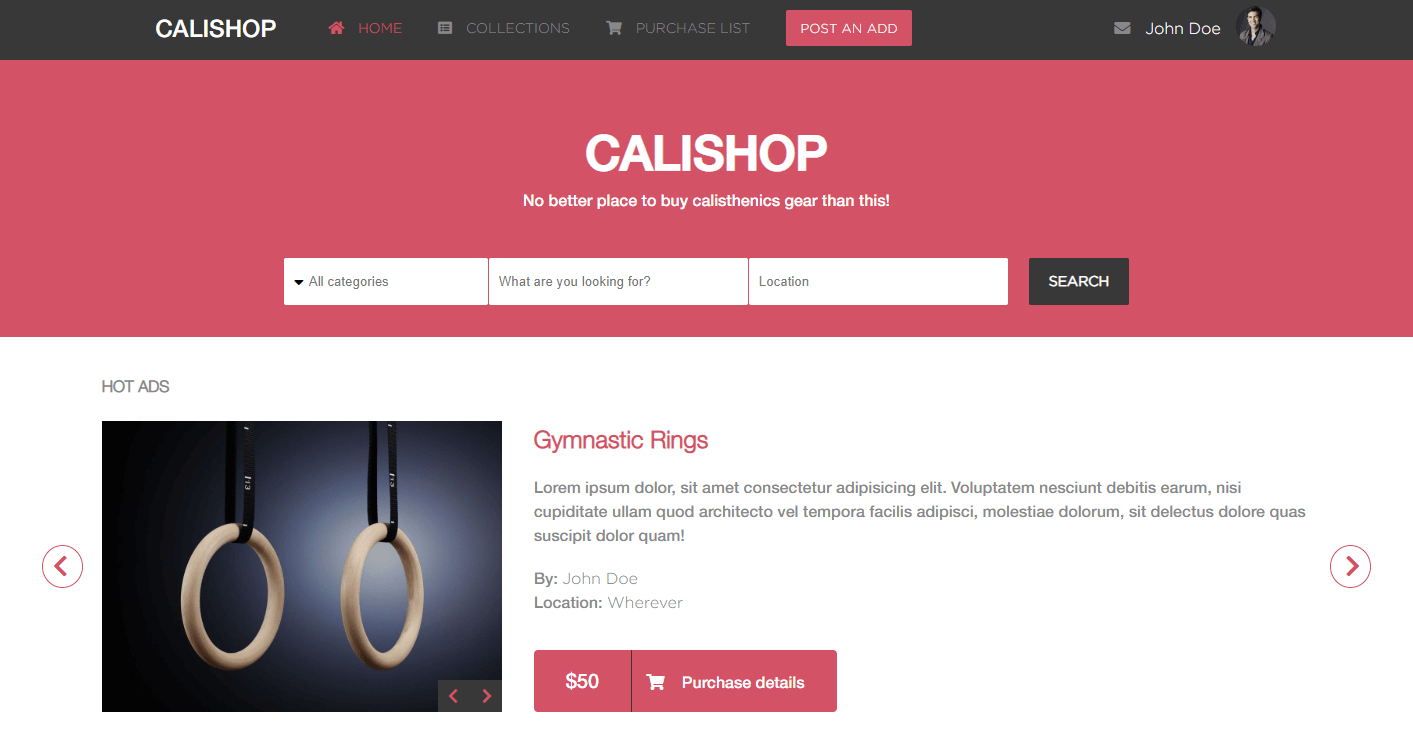 CALISHOP
HOME
COLLECTIONS
PURCHASE LIST
POST AN ADD
John Doe
CALISHOP
No better place to buy calisthenics gear than this!
All categories
What are you looking for?
Location
SEARCH
HOT ADS
Gymnastic Rings
Lorem ipsum dolor, sit amet consectetur adipisicing elit. Voluptatem nesciunt debitis earum, nisi
cupiditate ullam quod architecto vel tempora facilis adipisci, molestiae dolorum, sit delectus dolore quas
suscipit dolor quam!
By: John Doe
Location: Wherever
$50
Purchase details